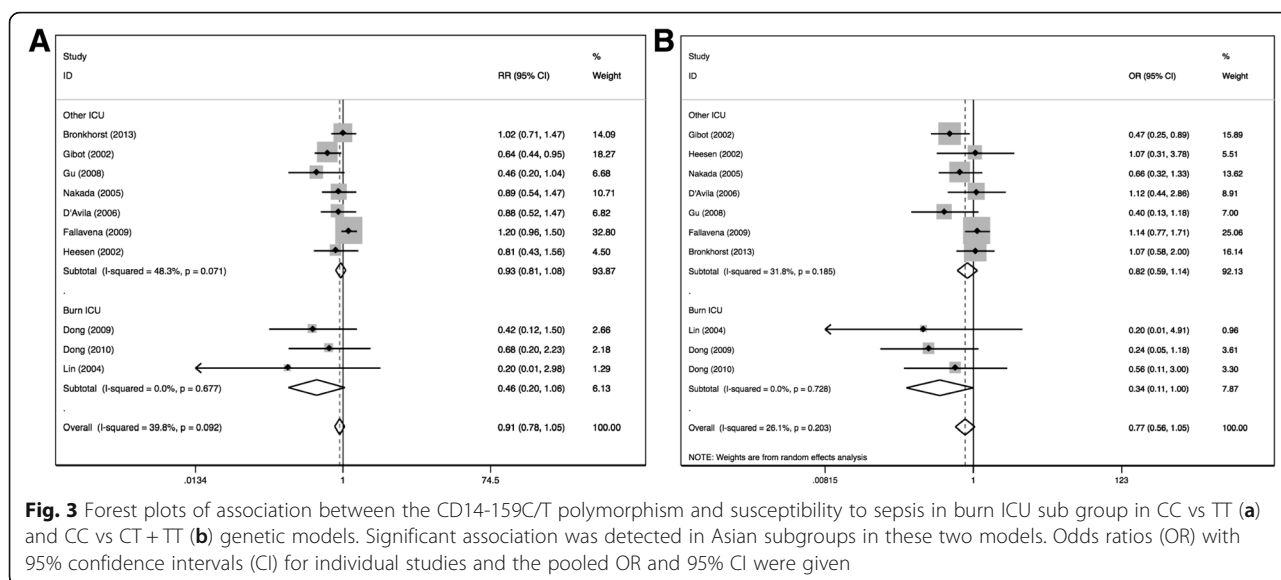 A
Study %
ID RR (95% CI) Weight
Other ICU
Bronkhorst (2013) 1.02 (0.71, 1.47) 14.09
Gibot (2002) 0.64 (0.44, 0.95) 18.27
Gu (2008) 0.46 (0.20, 1.04) 6.68
Nakada (2005) 0.89 (0.54, 1.47) 10.71
D'Avila (2006) 0.88 (0.52, 1.47) 6.82
Fallavena (2009) 1.20 (0.96, 1.50) 32.80
Heesen (2002) 0.81 (0.43, 1.56) 4.50
Subtotal (I-squared = 48.3%, p = 0.071) 0.93 (0.81, 1.08) 93.87
.
Burn ICU
Dong (2009) 0.42 (0.12, 1.50) 2.66
Dong (2010) 0.68 (0.20, 2.23) 2.18
Lin (2004) 0.20 (0.01, 2.98) 1.29
Subtotal (I-squared = 0.0%, p = 0.677) 0.46 (0.20, 1.06) 6.13
.
Overall (I-squared = 39.8%, p = 0.092) 0.91 (0.78, 1.05) 100.00
.0134 1 74.5
B
Study %
ID OR (95% CI) Weight
Other ICU
Gibot (2002) 0.47 (0.25, 0.89) 15.89
Heesen (2002) 1.07 (0.31, 3.78) 5.51
Nakada (2005) 0.66 (0.32, 1.33) 13.62
D'Avila (2006) 1.12 (0.44, 2.86) 8.91
Gu (2008) 0.40 (0.13, 1.18) 7.00
Fallavena (2009) 1.14 (0.77, 1.71) 25.06
Bronkhorst (2013) 1.07 (0.58, 2.00) 16.14
Subtotal (I-squared = 31.8%, p = 0.185) 0.82 (0.59, 1.14) 92.13
.
Burn ICU
Lin (2004) 0.20 (0.01, 4.91) 0.96
Dong (2009) 0.24 (0.05, 1.18) 3.61
Dong (2010) 0.56 (0.11, 3.00) 3.30
Subtotal (I-squared = 0.0%, p = 0.728) 0.34 (0.11, 1.00) 7.87
.
Overall (I-squared = 26.1%, p = 0.203) 0.77 (0.56, 1.05) 100.00
NOTE: Weights are from random effects analysis
.00815 1 123
Fig. 3 Forest plots of association between the CD14-159C/T polymorphism and susceptibility to sepsis in burn ICU sub group in CC vs TT (a)
and CC vs CT + TT (b) genetic models. Significant association was detected in Asian subgroups in these two models. Odds ratios (OR) with
95% confidence intervals (CI) for individual studies and the pooled OR and 95% CI were given